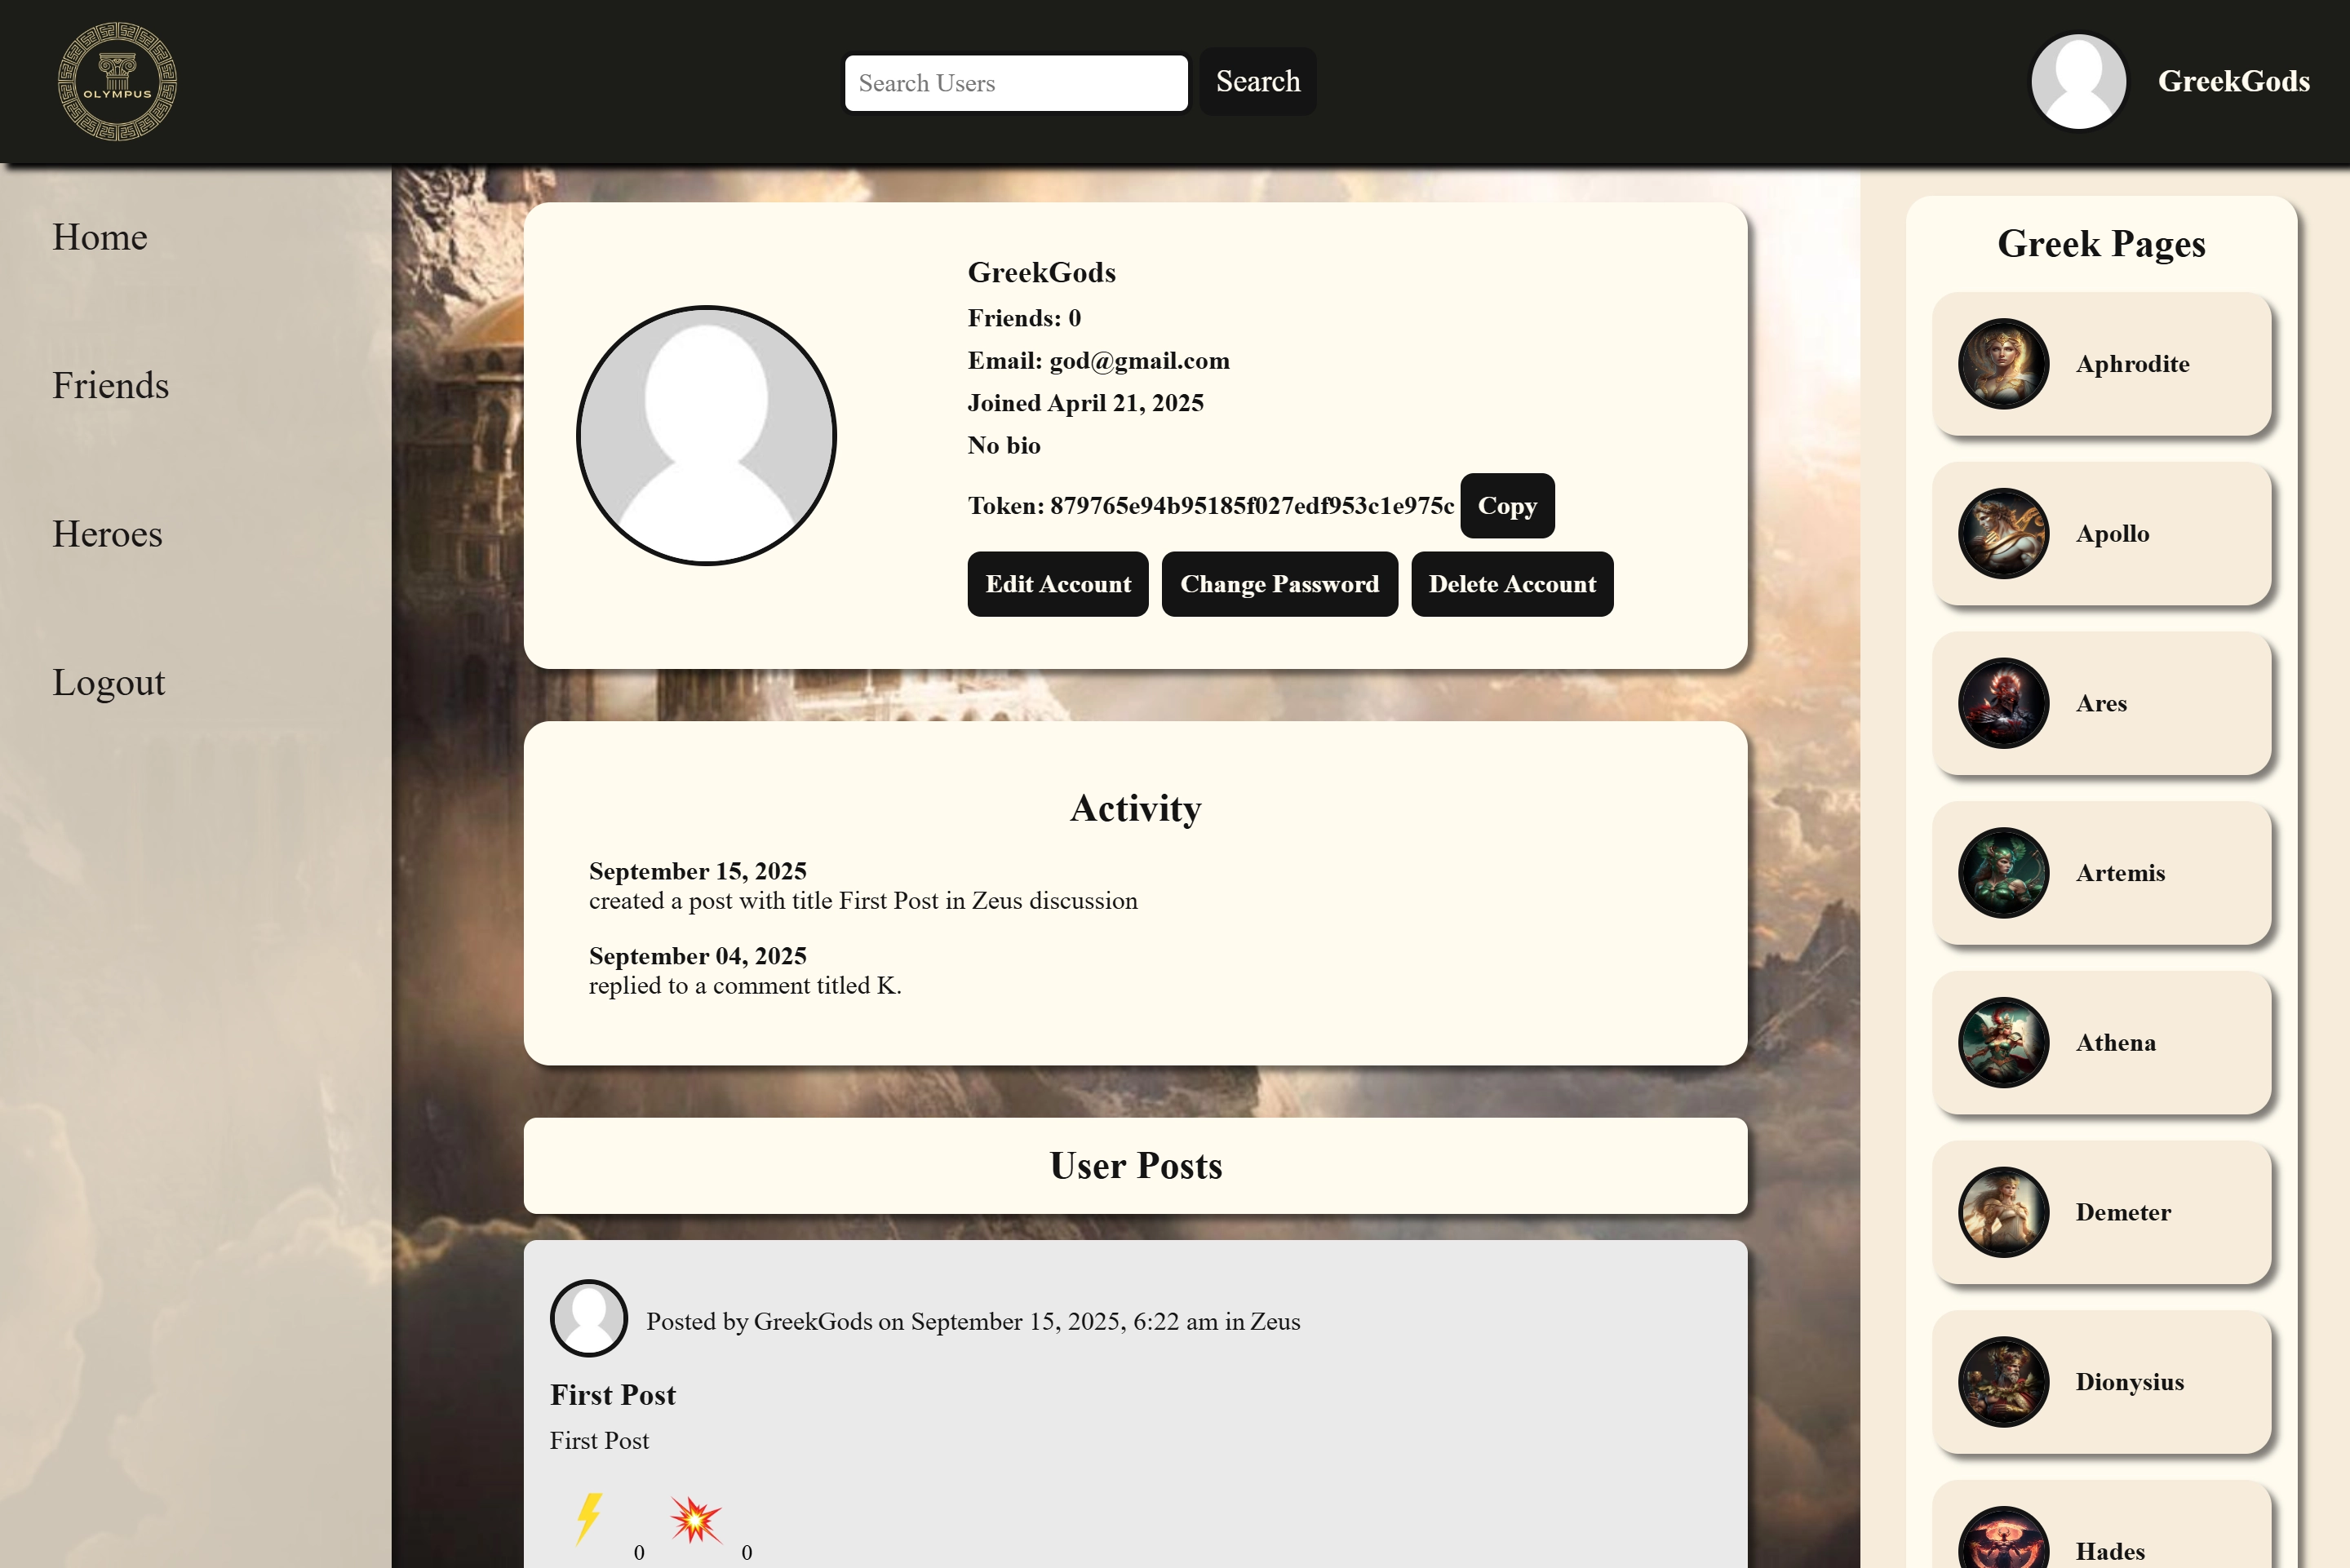 OLYMPUS
Search Users
Search
GreekGods
Home
Friends
Heroes
Logout
GreekGods
Friends: 0
Email: god@gmail.com
Joined April 21, 2025
No bio
Token: 879765e94b95185f027edf953c1e975c Copy
Edit Account Change Password Delete Account
Activity
September 15, 2025
created a post with title First Post in Zeus discussion
September 04, 2025
replied to a comment titled K.
User Posts
Posted by GreekGods on September 15, 2025, 6:22 am in Zeus
First Post
First Post
0 0
Greek Pages
Aphrodite
Apollo
Ares
Artemis
Athena
Demeter
Dionysius
Hades